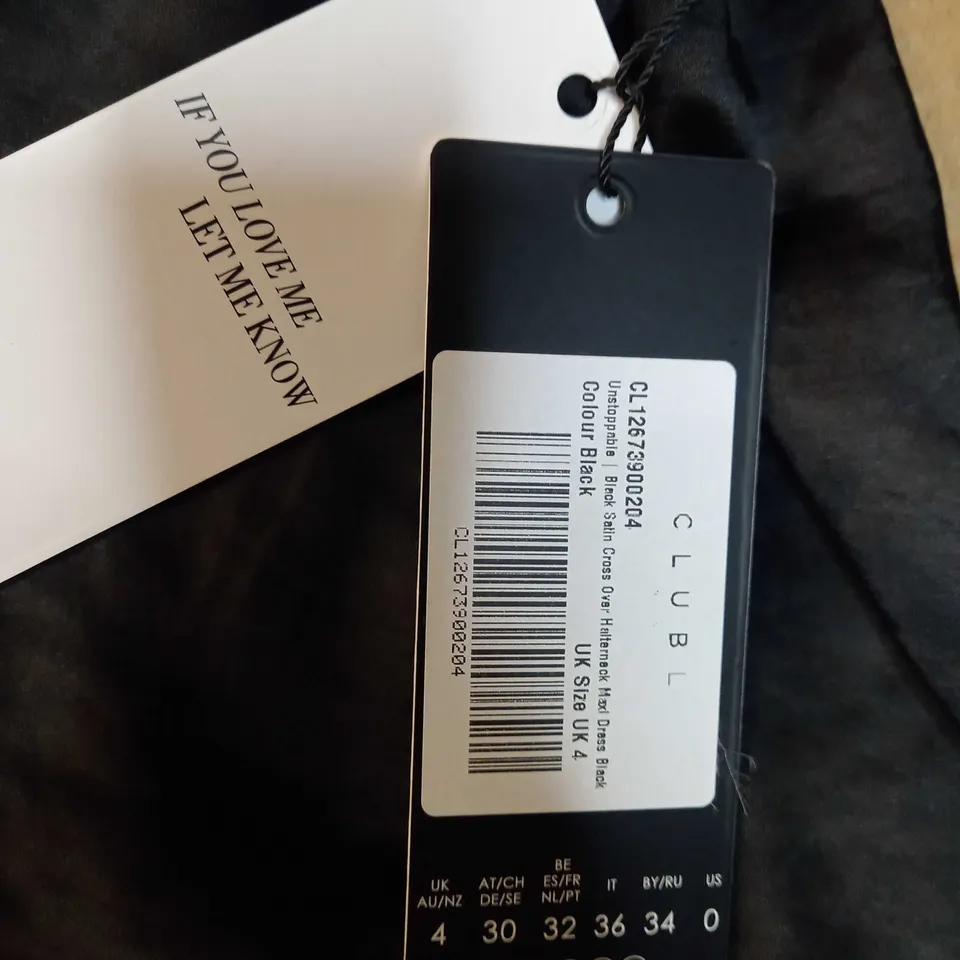 IF YOU LOVE ME
LET ME KNOW
CLUB L
CL12673900204
Unstoppable | Black Satin Cross Over Halterneck Maxi Dress Black
Colour Black UK Size UK 4
CL12673900204
UK AU/NZ AT/CH DE/SE BE ES/FR NL/PT IT BY/RU US
4 30 32 36 34 0